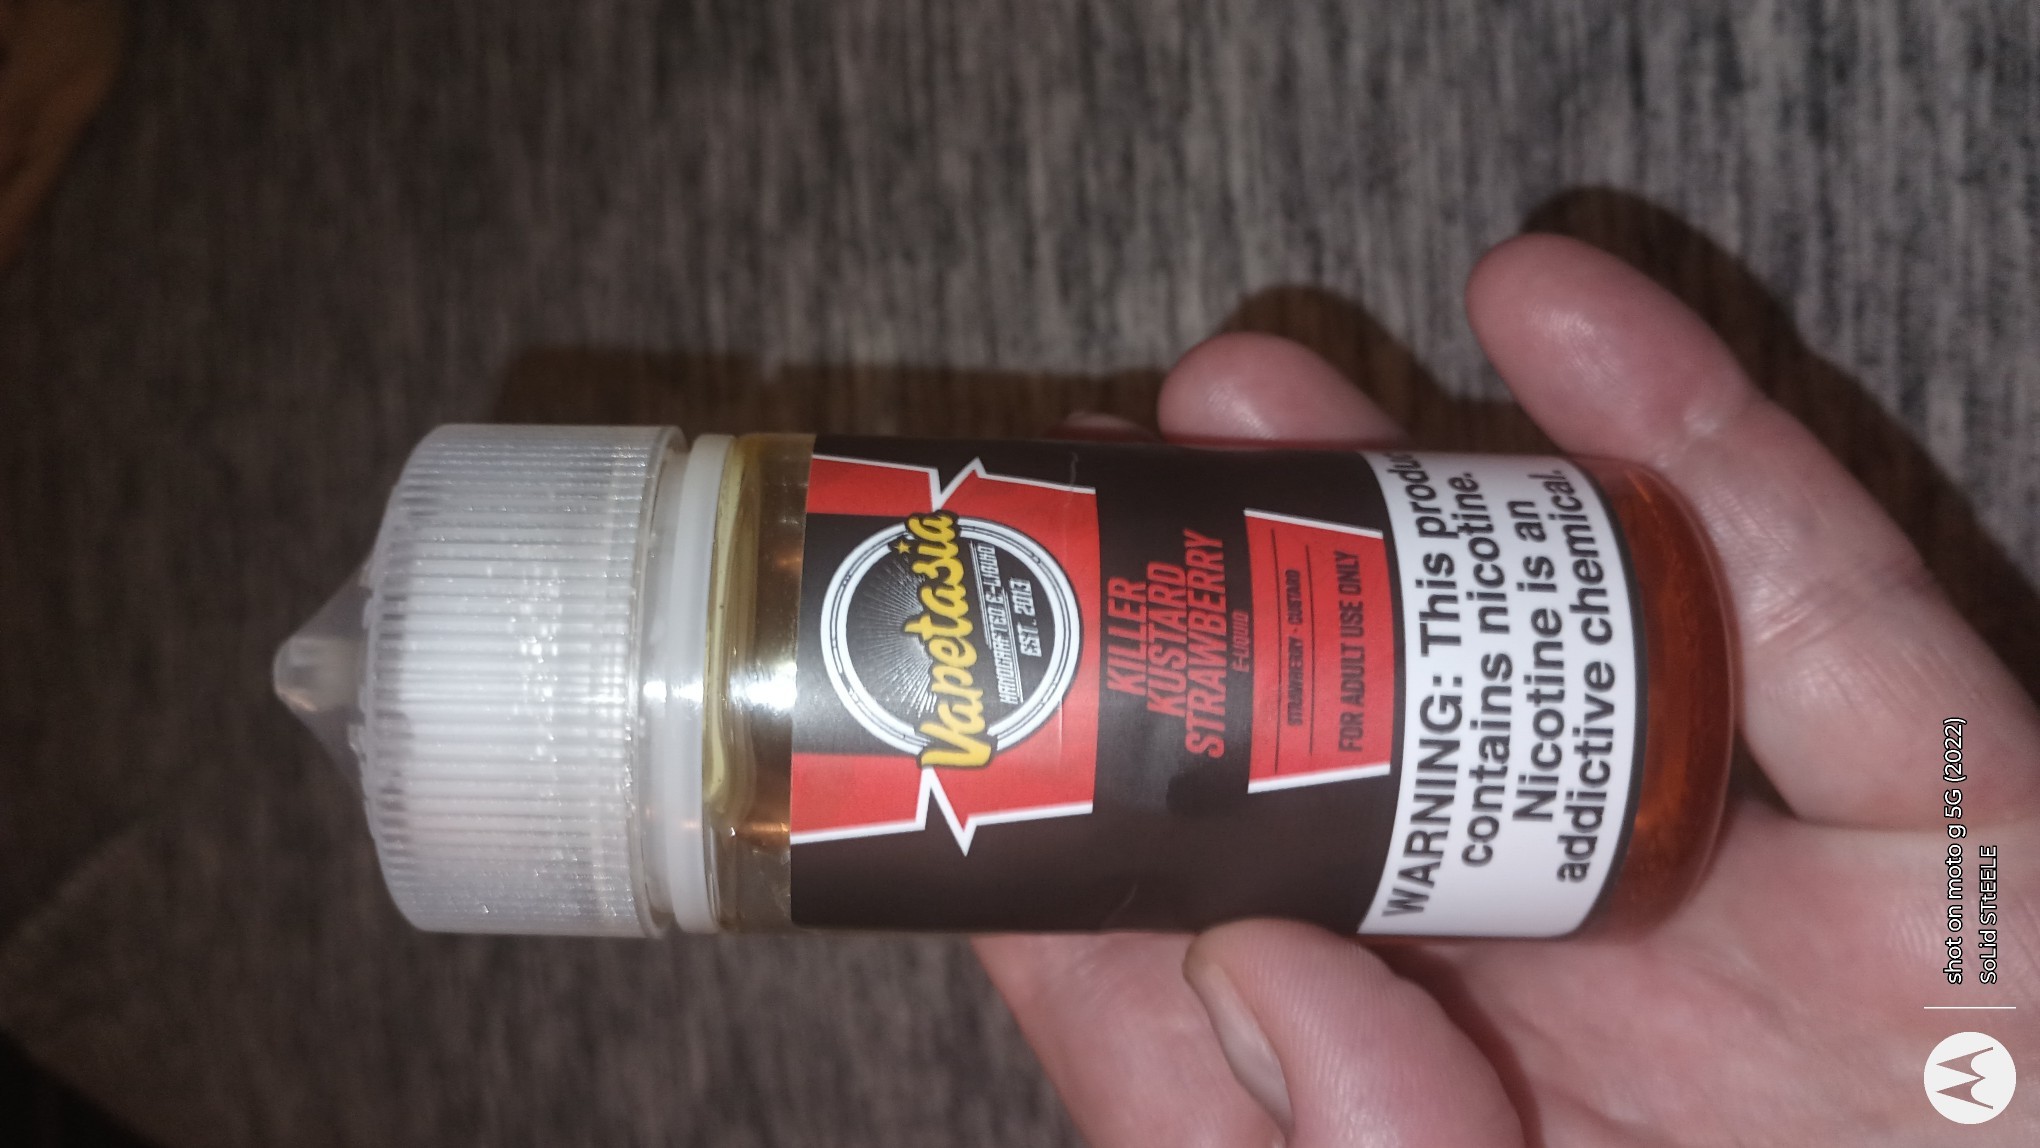 Vapetasia
HANDCRAFTED E-LIQUID
EST. 2013
KILLER
KUSTARD
STRAWBERRY
E-LIQUID
STRAWBERRY • CUSTARD
FOR ADULT USE ONLY
WARNING: This produc
contains nicotine.
Nicotine is an
addictive chemical.
shot on moto g 5G (2022)
SoLid STtEELE